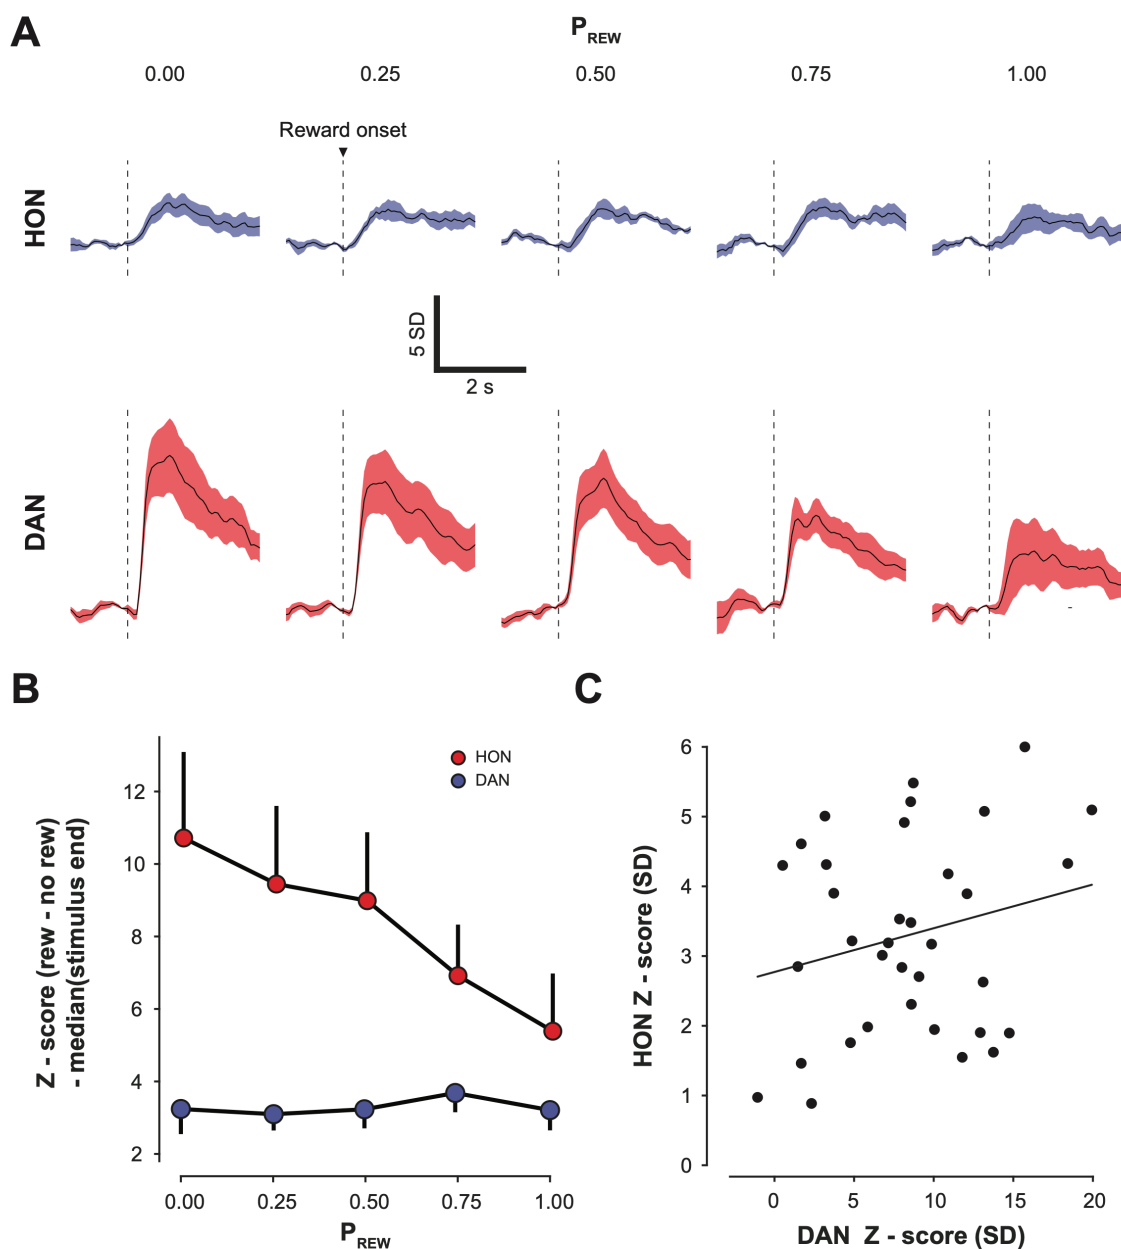 A
P_REW
0.00 0.25 0.50 0.75 1.00
Reward onset
HON
5 SD
2 s
DAN
B
Z - score (rew - no rew)
- median(stimulus end)
12
10
8
6
4
2
HON
DAN
0.00 0.25 0.50 0.75 1.00
P_REW
C
HON Z - score (SD)
6
5
4
3
2
1
0
0 5 10 15 20
DAN Z - score (SD)